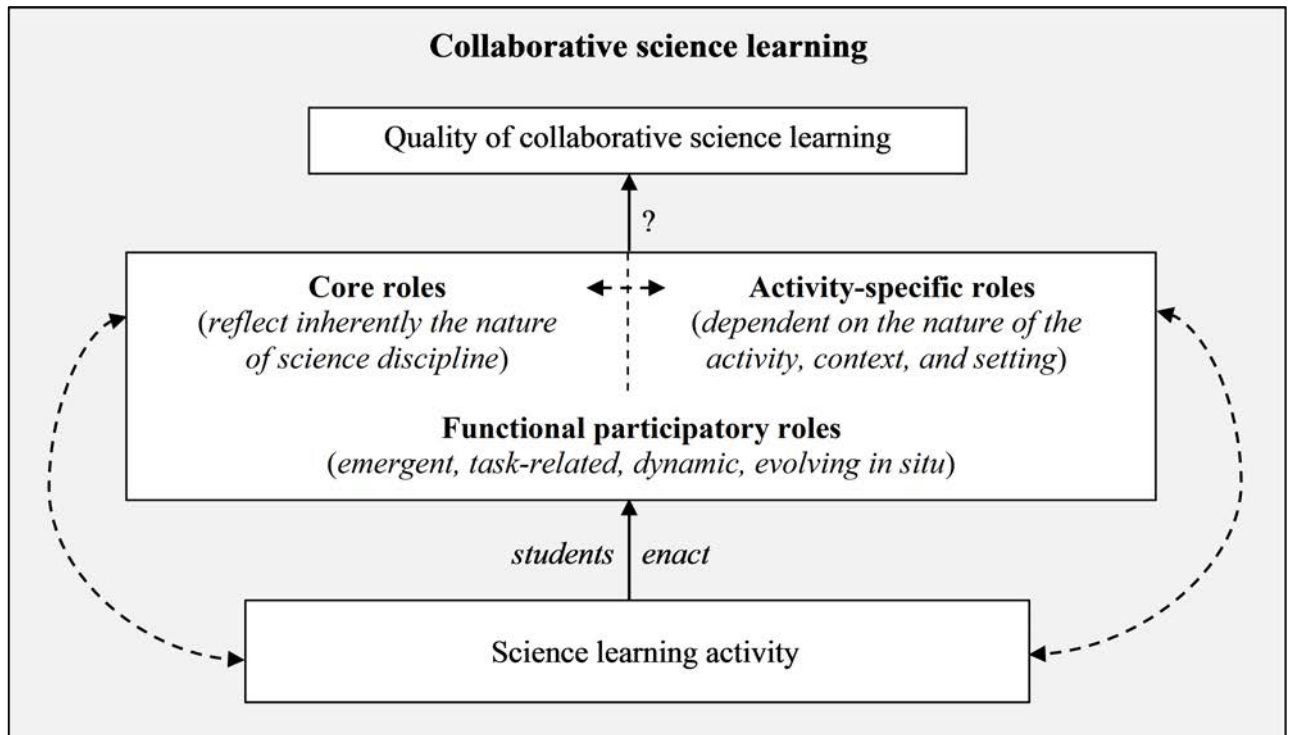 Collaborative science learning
Quality of collaborative science learning
?
Core roles
(reflect inherently the nature
of science discipline)
Activity-specific roles
(dependent on the nature of the
activity, context, and setting)
Functional participatory roles
(emergent, task-related, dynamic, evolving in situ)
students enact
Science learning activity